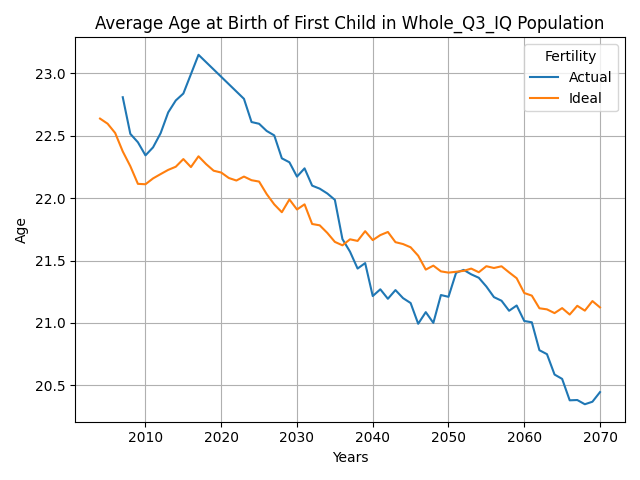 Average Age at Birth of First Child in Whole_Q3_IQ Population
Fertility
Actual
Ideal
Age
23.0
22.5
22.0
21.5
21.0
20.5
2010 2020 2030 2040 2050 2060 2070
Years